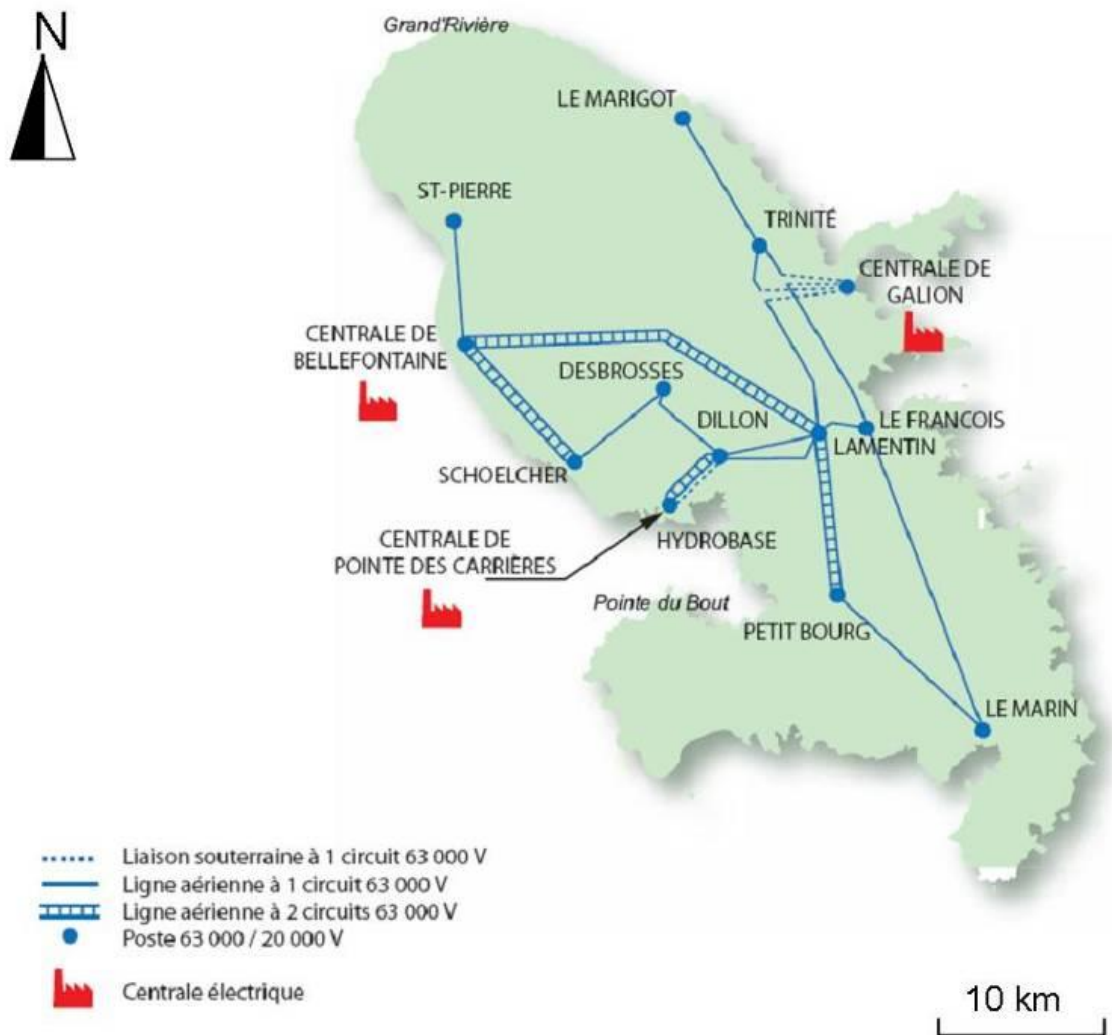 N
Grand'Rivière
LE MARIGOT
ST-PIERRE
TRINITÉ
CENTRALE DE
GALION
CENTRALE DE
BELLEFONTAINE
DESBROSSES
DILLON
LE FRANCOIS
LAMENTIN
SCHOELCHER
HYDROBASE
CENTRALE DE
POINTE DES CARRIÈRES
Pointe du Bout
PETIT BOURG
LE MARIN
Liaison souterraine à 1 circuit 63 000 V
Ligne aérienne à 1 circuit 63 000 V
Ligne aérienne à 2 circuits 63 000 V
Poste 63 000 / 20 000 V
Centrale électrique
10 km